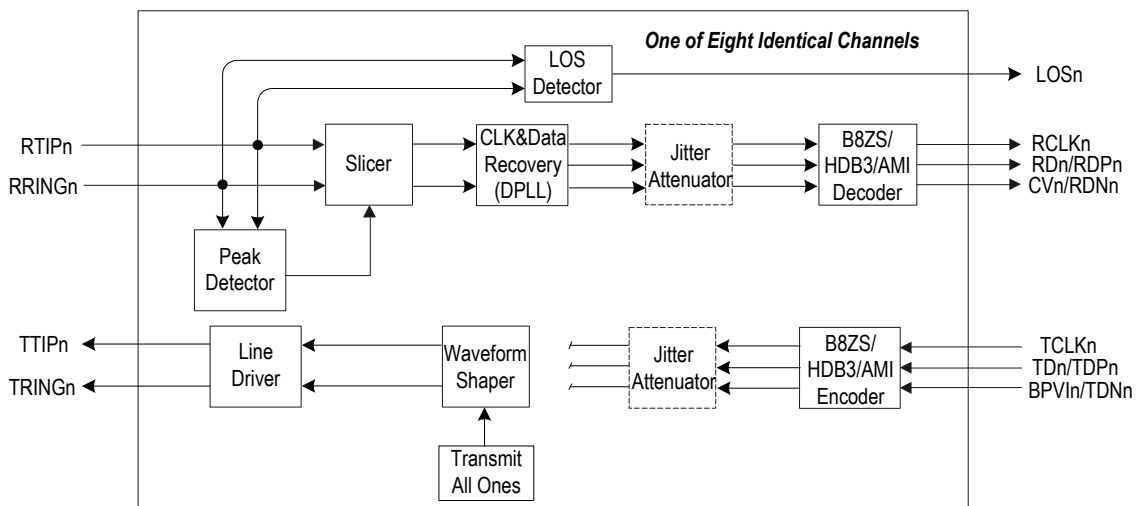 One of Eight Identical Channels
LOS
Detector
LOSn
RTIPn
RRINGn
Slicer
CLK&Data
Recovery
(DPLL)
Jitter
Attenuator
B8ZS/
HDB3/AMI
Decoder
RCLKn
RDn/RDPn
CVn/RDNn
Peak
Detector
TTIPn
TRINGn
Line
Driver
Waveform
Shaper
Jitter
Attenuator
B8ZS/
HDB3/AMI
Encoder
TCLKn
TDn/TDPn
BPVIn/TDNn
Transmit
All Ones